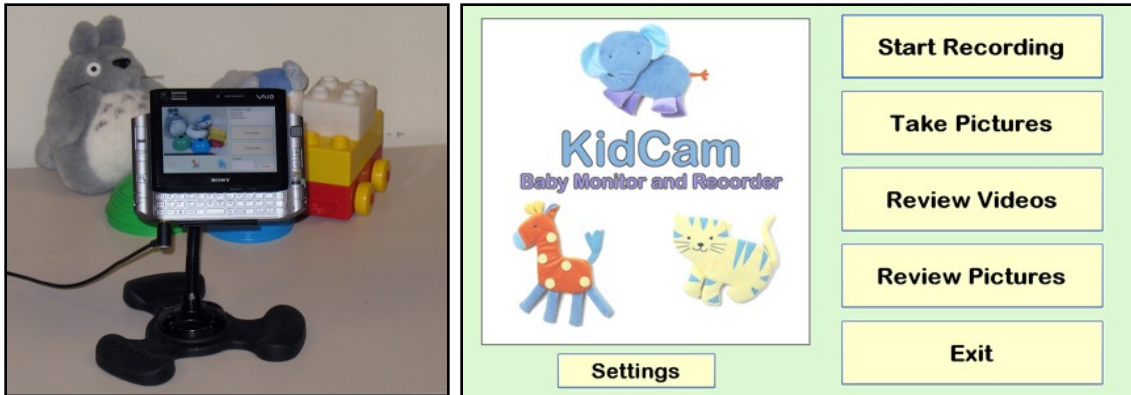 VAIO
SONY
KidCam
Baby Monitor and Recorder
Settings
Start Recording
Take Pictures
Review Videos
Review Pictures
Exit